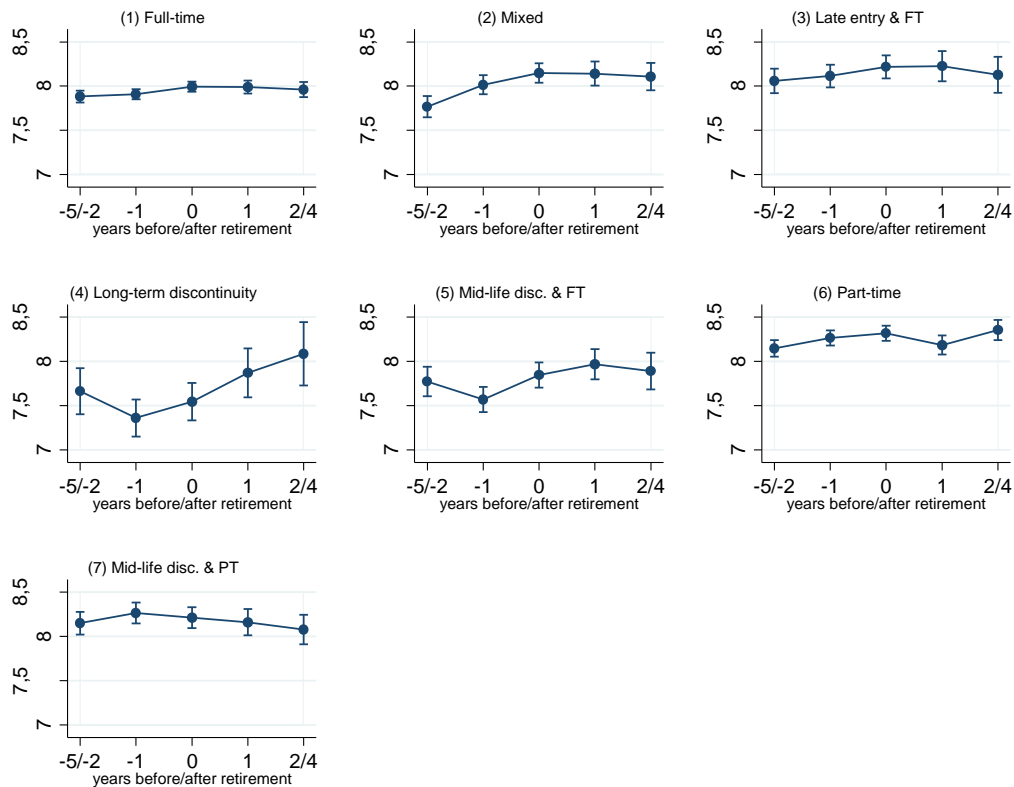 (1) Full-time
8,5
8
7,5
7
-5/-2 -1 0 1 2/4
years before/after retirement
(2) Mixed
8,5
8
7,5
7
-5/-2 -1 0 1 2/4
years before/after retirement
(3) Late entry & FT
8,5
8
7,5
7
-5/-2 -1 0 1 2/4
years before/after retirement
(4) Long-term discontinuity
8,5
8
7,5
7
-5/-2 -1 0 1 2/4
years before/after retirement
(5) Mid-life disc. & FT
8,5
8
7,5
7
-5/-2 -1 0 1 2/4
years before/after retirement
(6) Part-time
8,5
8
7,5
7
-5/-2 -1 0 1 2/4
years before/after retirement
(7) Mid-life disc. & PT
8,5
8
7,5
7
-5/-2 -1 0 1 2/4
years before/after retirement